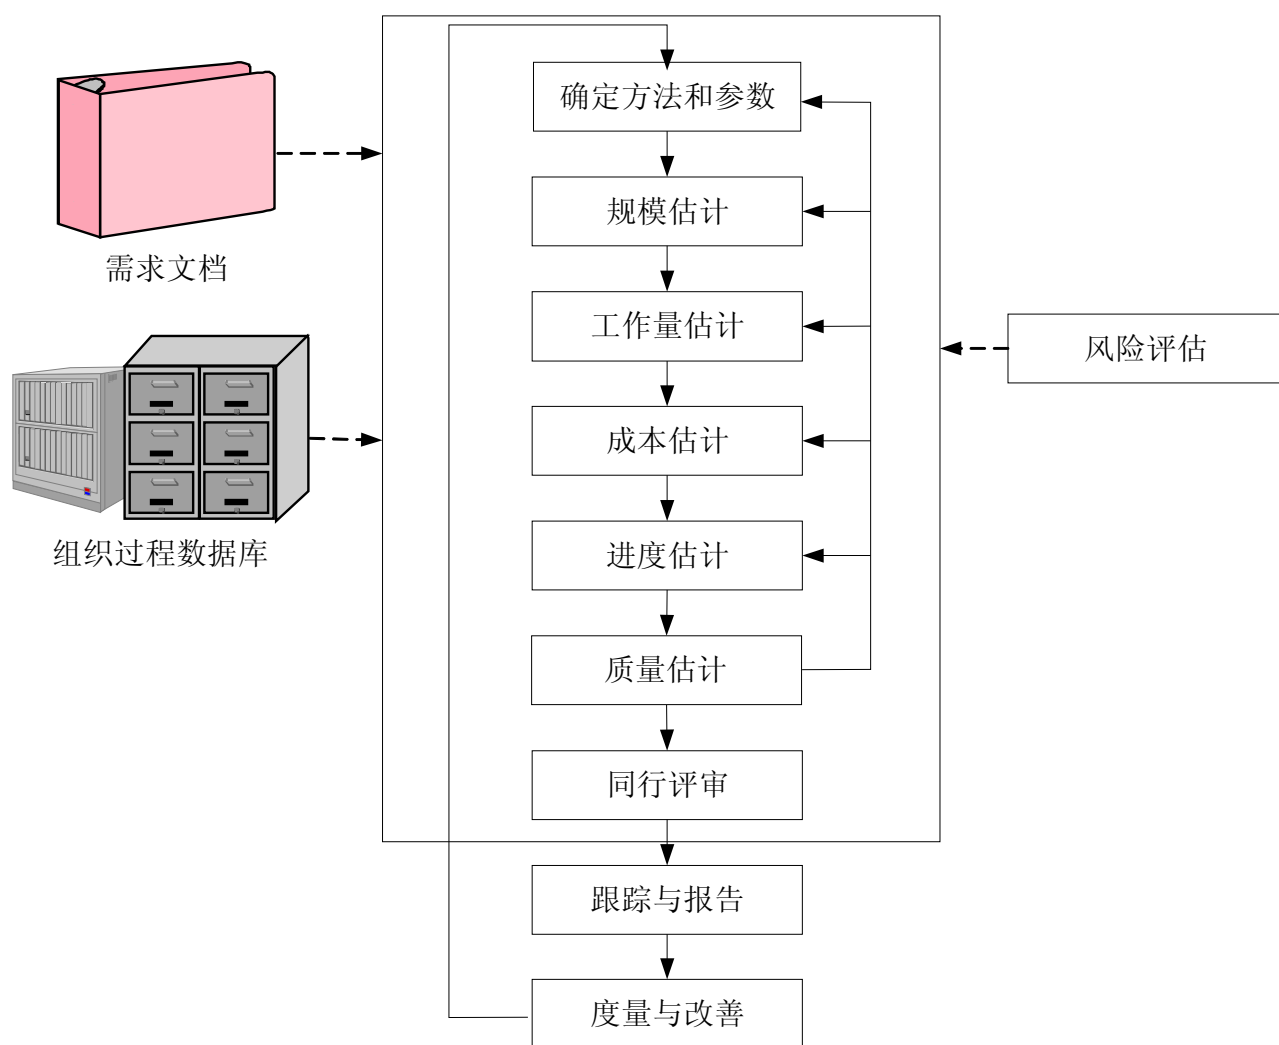 确定方法和参数
规模估计
需求文档
工作量估计
风险评估
成本估计
进度估计
组织过程数据库
质量估计
同行评审
跟踪与报告
度量与改善